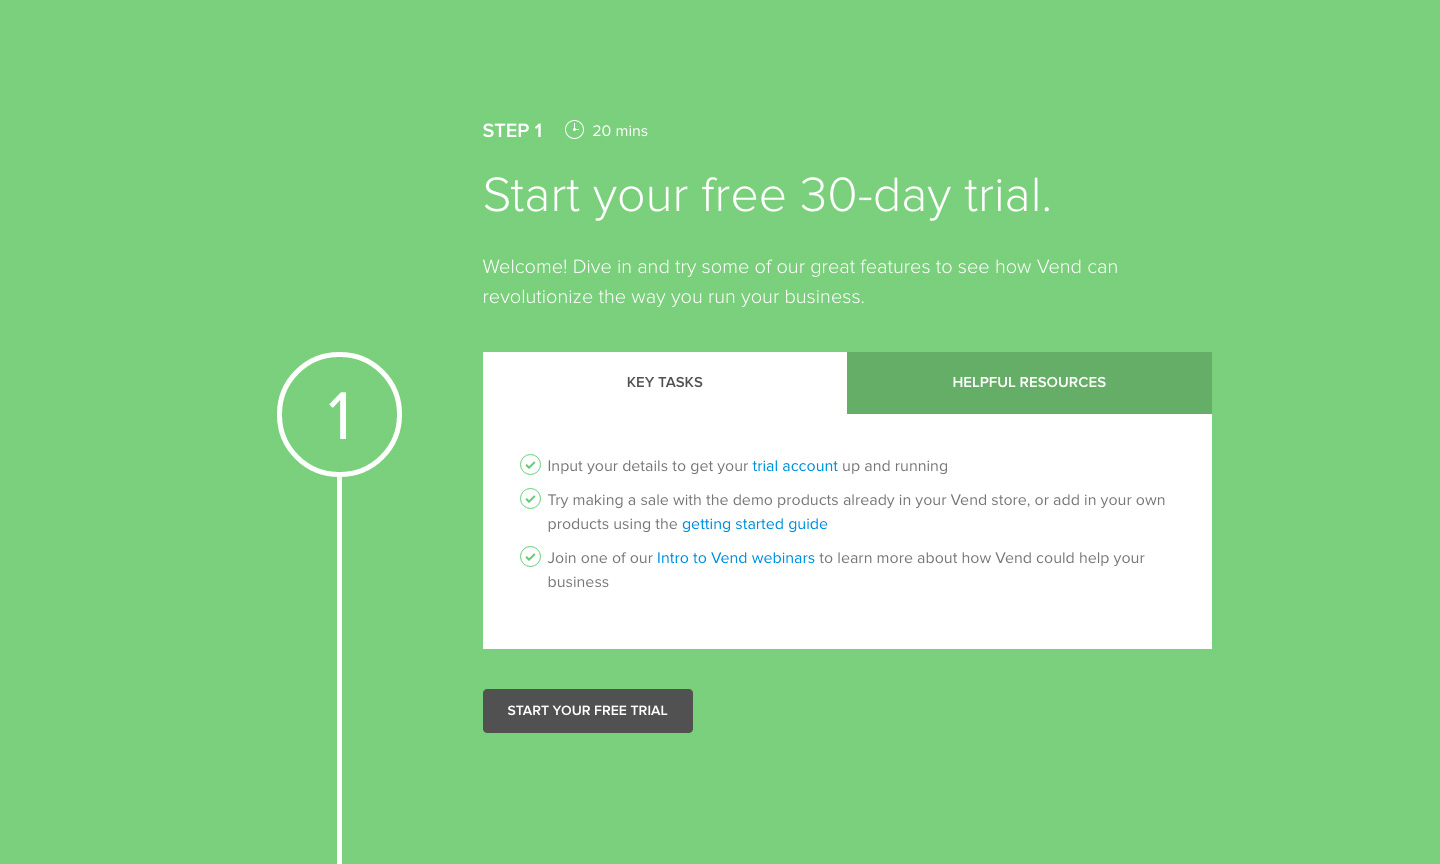 STEP 1 20 mins
Start your free 30-day trial.
Welcome! Dive in and try some of our great features to see how Vend can
revolutionize the way you run your business.
1
KEY TASKS
HELPFUL RESOURCES
Input your details to get your trial account up and running
Try making a sale with the demo products already in your Vend store, or add in your own
products using the getting started guide
Join one of our Intro to Vend webinars to learn more about how Vend could help your
business
START YOUR FREE TRIAL